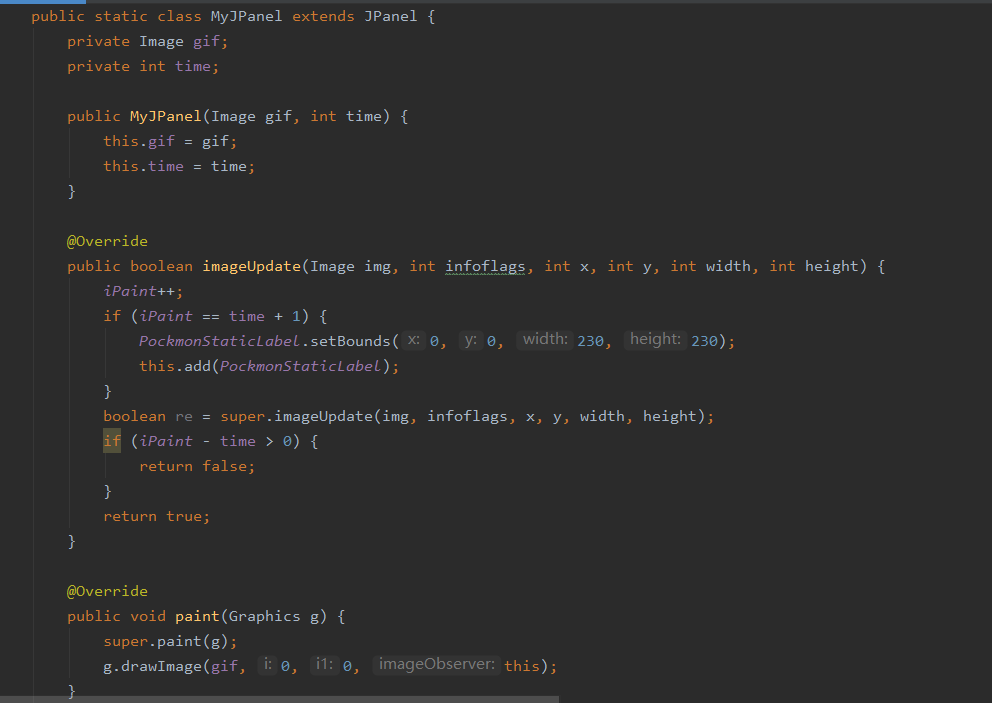 public static class MyJPanel extends JPanel {
private Image gif;
private int time;
public MyJPanel(Image gif, int time) {
this.gif = gif;
this.time = time;
}
@Override
public boolean imageUpdate(Image img, int infoflags, int x, int y, int width, int height) {
iPaint++;
if (iPaint == time + 1) {
PockmonStaticLabel.setBounds( x: 0, y: 0, width: 230, height: 230);
this.add(PockmonStaticLabel);
}
boolean re = super.imageUpdate(img, infoflags, x, y, width, height);
if (iPaint - time > 0) {
return false;
}
return true;
}
@Override
public void paint(Graphics g) {
super.paint(g);
g.drawImage(gif, i: 0, i1: 0, imageObserver: this);
}